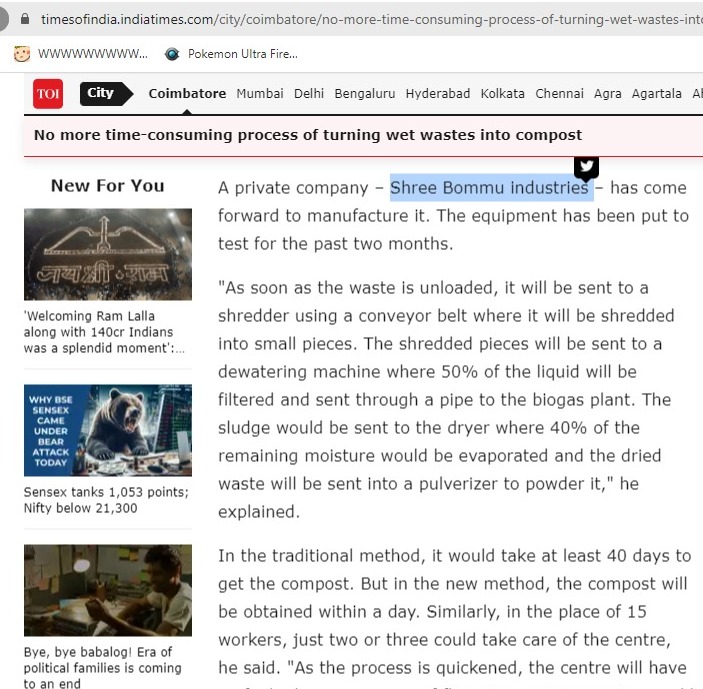 timesofindia.indiatimes.com/city/coimbatore/no-more-time-consuming-process-of-turning-wet-wastes-into
WWWWWWWWW...
Pokemon Ultra Fire...
TOI
City
Coimbatore Mumbai Delhi Bengaluru Hyderabad Kolkata Chennai Agra Agartala
No more time-consuming process of turning wet wastes into compost
New For You
जय श्री राम
'Welcoming Ram Lalla
along with 140cr Indians
was a splendid moment':...
WHY BSE
SENSEX
CAME
UNDER
BEAR
ATTACK
TODAY
Sensex tanks 1,053 points;
Nifty below 21,300
Bye, bye babalog! Era of
political families is coming
to an end
A private company – Shree Bommu industries – has come
forward to manufacture it. The equipment has been put to
test for the past two months.
"As soon as the waste is unloaded, it will be sent to a
shredder using a conveyor belt where it will be shredded
into small pieces. The shredded pieces will be sent to a
dewatering machine where 50% of the liquid will be
filtered and sent through a pipe to the biogas plant. The
sludge would be sent to the dryer where 40% of the
remaining moisture would be evaporated and the dried
waste will be sent into a pulverizer to powder it," he
explained.
In the traditional method, it would take at least 40 days to
get the compost. But in the new method, the compost will
be obtained within a day. Similarly, in the place of 15
workers, just two or three could take care of the centre,
he said. "As the process is quickened, the centre will have